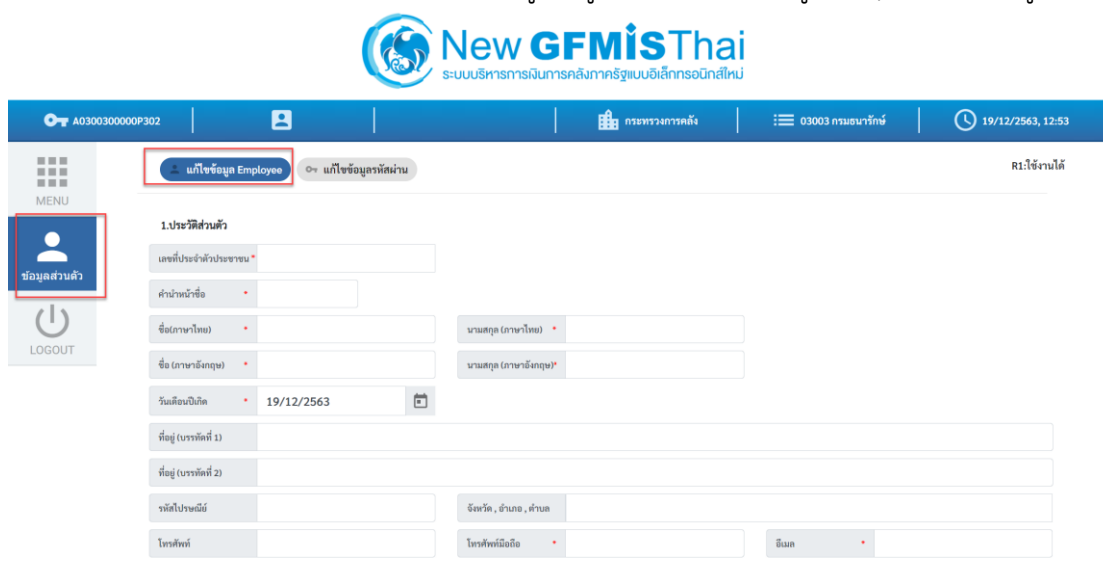 New GFMISThai
ระบบบริหารการเงินการคลังภาครัฐแบบอิเล็กทรอนิกส์ใหม่
A0300300000P302 กระทรวงการคลัง 03003 กรมธนารักษ์ 19/12/2563, 12:53
MENU
ข้อมูลส่วนตัว
LOGOUT
แก้ไขข้อมูล Employee แก้ไขข้อมูลรหัสผ่าน R1:ใช้งานได้
1.ประวัติส่วนตัว
เลขที่ประจำตัวประชาชน *
คำนำหน้าชื่อ *
ชื่อ(ภาษาไทย) * นามสกุล (ภาษาไทย) *
ชื่อ (ภาษาอังกฤษ) * นามสกุล (ภาษาอังกฤษ)*
วันเดือนปีเกิด * 19/12/2563
ที่อยู่ (บรรทัดที่ 1)
ที่อยู่ (บรรทัดที่ 2)
รหัสไปรษณีย์ จังหวัด , อำเภอ , ตำบล
โทรศัพท์ โทรศัพท์มือถือ * อีเมล *